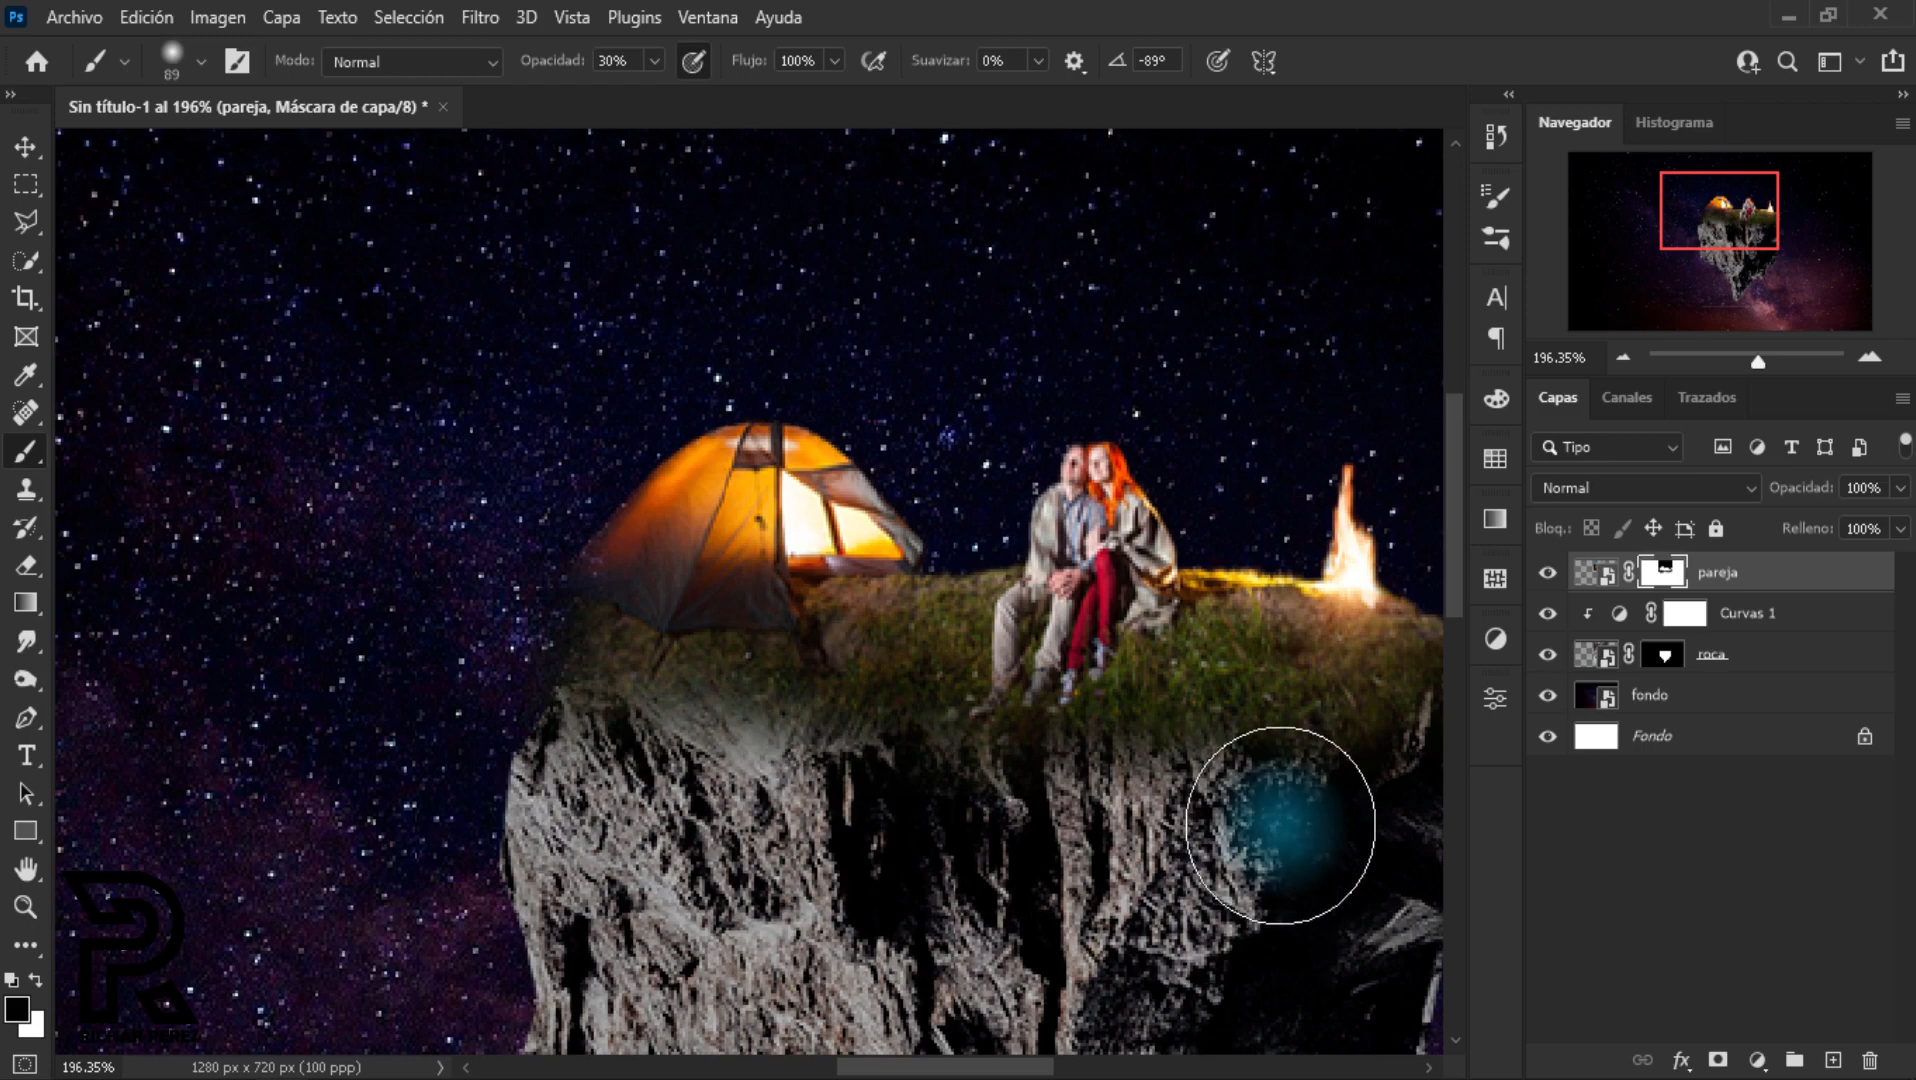 Ps Archivo Edición Imagen Capa Texto Selección Filtro 3D Vista Plugins Ventana Ayuda
89 Modo: Normal Opacidad: 30% Flujo: 100% Suavizar: 0% -89°
Sin título-1 al 196% (pareja, Máscara de capa/8) *
Navegador Histograma
196.35%
Capas Canales Trazados
Tipo
Normal Opacidad: 100%
Bloq.: Relleno: 100%
pareja
Curvas 1
roca
fondo
Fondo
196.35% 1280 px x 720 px (100 ppp)